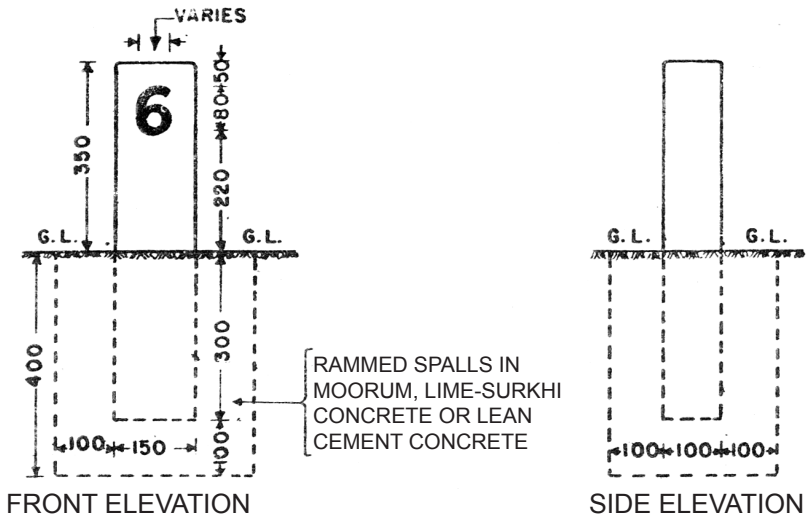 VARIES
6
350
50
80
220
G.L.
G.L.
400
300
100
100
150
RAMMED SPALLS IN
MOORUM, LIME-SURKHI
CONCRETE OR LEAN
CEMENT CONCRETE
FRONT ELEVATION
G.L.
G.L.
100
100
100
SIDE ELEVATION